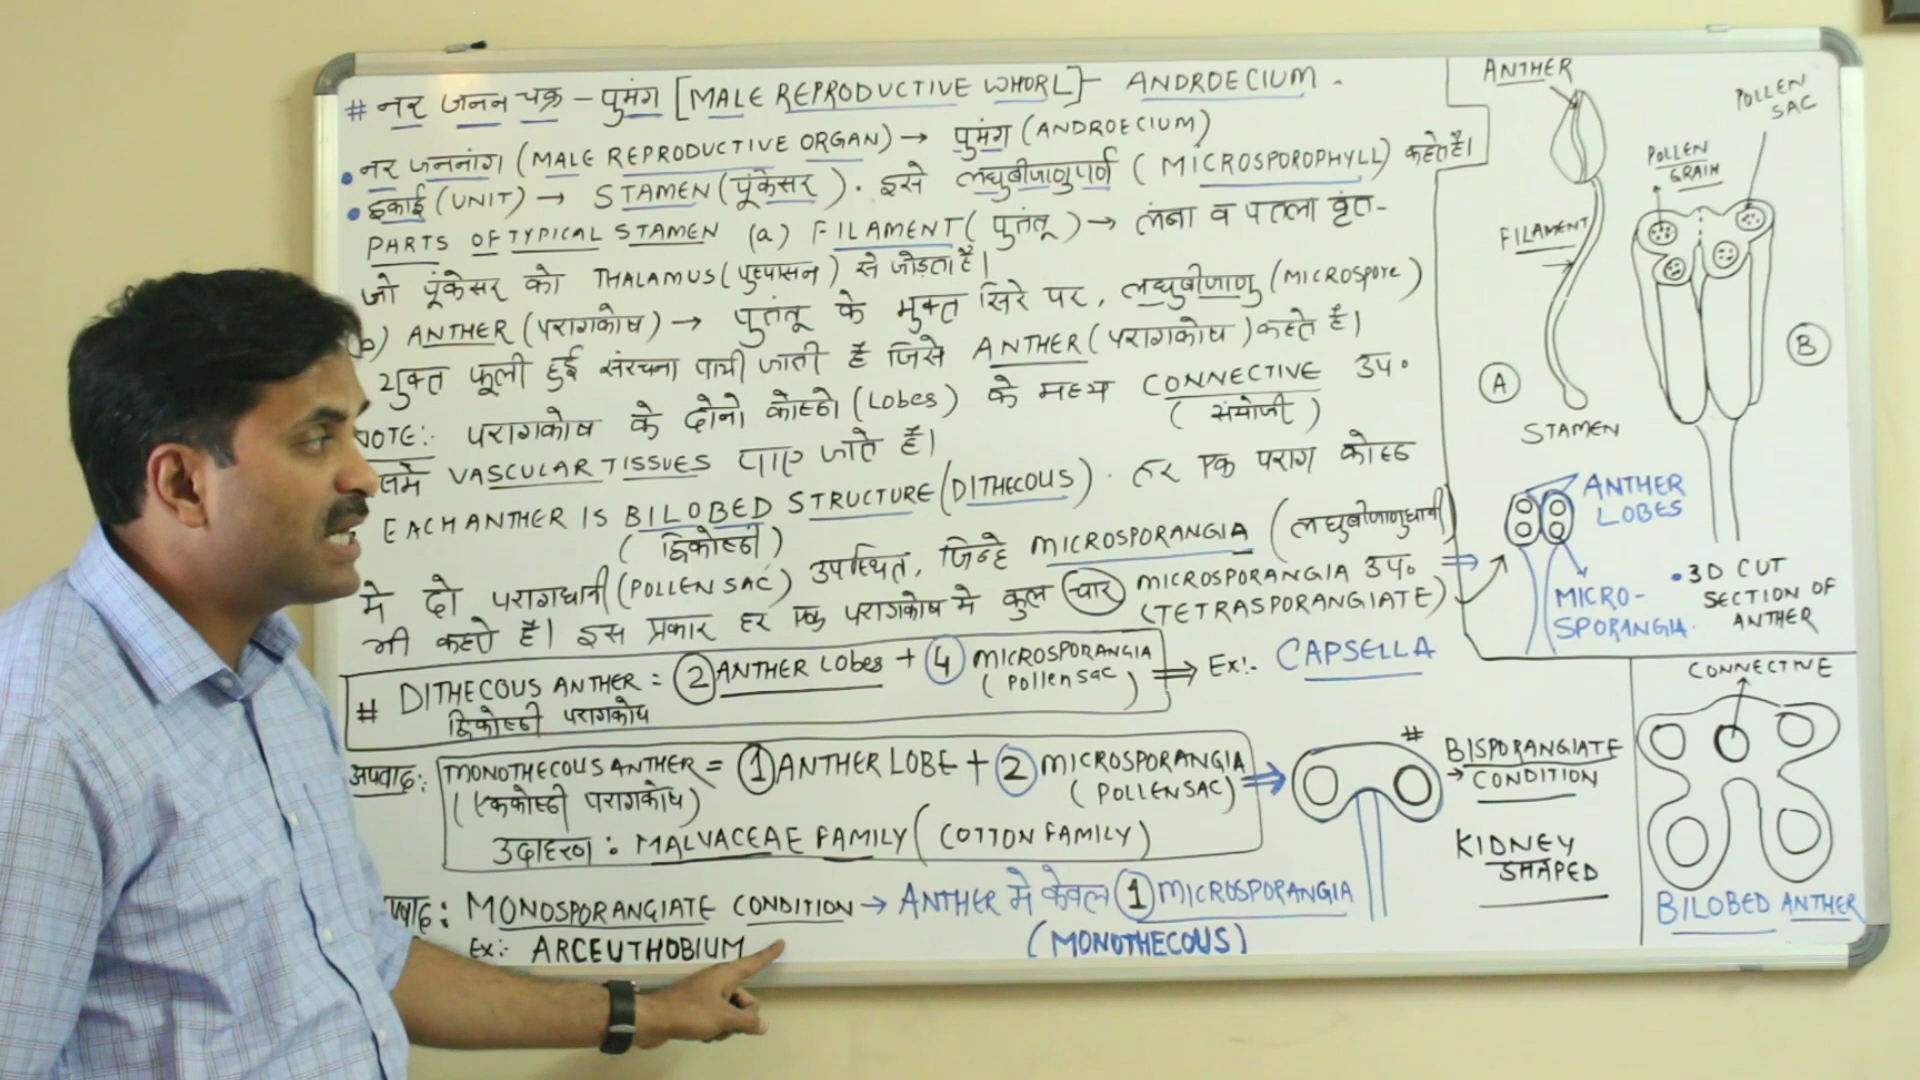 # नर जनन चक्र - पुमंग [MALE REPRODUCTIVE WHORL]- ANDROECIUM.
• नर जननांग (MALE REPRODUCTIVE ORGAN) → पुमंग (ANDROECIUM)
• इकाई (UNIT) → STAMEN (पूंकेसर). इसे लघुबीजाणुपर्ण (MICROSPOROPHYLL) कहते है।
PARTS OF TYPICAL STAMEN (a) FILAMENT (पुतंतू) → लंबा व पतला वृंत-
जो पूंकेसर को THALAMUS (पुष्पासन) से जोड़ता है।
b) ANTHER (परागकोष) → पुतंतू के मुक्त सिरे पर, लघुबीजाणु (MICROSPORE)
युक्त फूली हुई संरचना पायी जाती है जिसे ANTHER (परागकोष) कहते है।
NOTE:- परागकोष के दोनो कोष्ठो (LOBES) के मध्य CONNECTIVE उप०
(संयोजी)
VASCULAR TISSUES पाए जाते है।
EACH ANTHER IS BILOBED STRUCTURE (DITHECOUS). हर एक पराग कोष्ठ
(द्विकोष्ठी)
मे दो परागधानी (POLLEN SAC) उपस्थित, जिन्हे MICROSPORANGIA (लघुबीजाणुधानी)
भी कहते है। इस प्रकार हर एक परागकोष मे कुल चार MICROSPORANGIA उप०
(TETRASPORANGIATE)
# DITHECOUS ANTHER = 2 ANTHER LOBES + 4 MICROSPORANGIA ⇒ Ex:- CAPSELLA
द्विकोष्ठी परागकोष (Pollen sac)
अपवाद: MONOTHECOUS ANTHER = 1 ANTHER LOBE + 2 MICROSPORANGIA ⇒
(एककोष्ठी परागकोष) (POLLEN SAC)
उदाहरण: MALVACEAE FAMILY (COTTON FAMILY)
MONOSPORANGIATE CONDITION → ANTHER मे केवल 1 MICROSPORANGIA
Ex:- ARCEUTHOBIUM (MONOTHECOUS)
ANTHER
FILAMENT
A
STAMEN
POLLEN SAC
POLLEN GRAIN
B
• 3D CUT
SECTION OF
ANTHER
ANTHER
LOBES
MICRO-
SPORANGIA.
# BISPORANGIATE
→ CONDITION
KIDNEY
SHAPED
CONNECTIVE
BILOBED ANTHER